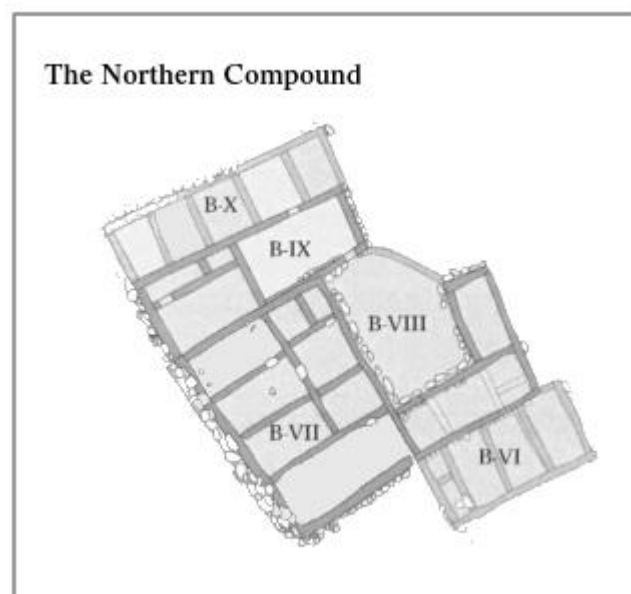 The Northern Compound
B-X
B-IX
B-VIII
B-VII
B-VI